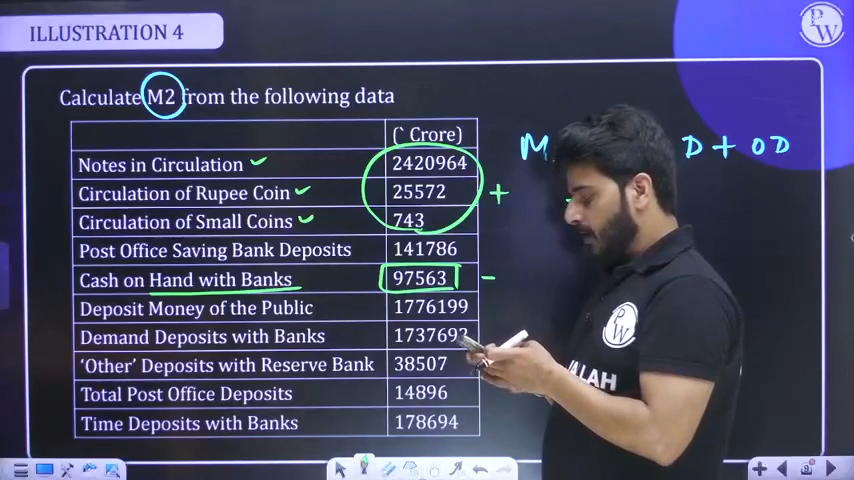 ILLUSTRATION 4
PW
Calculate M2 from the following data
(` Crore)
Notes in Circulation 2420964
Circulation of Rupee Coin 25572 +
Circulation of Small Coins 743
Post Office Saving Bank Deposits 141786
Cash on Hand with Banks 97563 -
Deposit Money of the Public 1776199
Demand Deposits with Banks 1737692
'Other' Deposits with Reserve Bank 38507
Total Post Office Deposits 14896
Time Deposits with Banks 178694
M D + OD
PW
ALAH